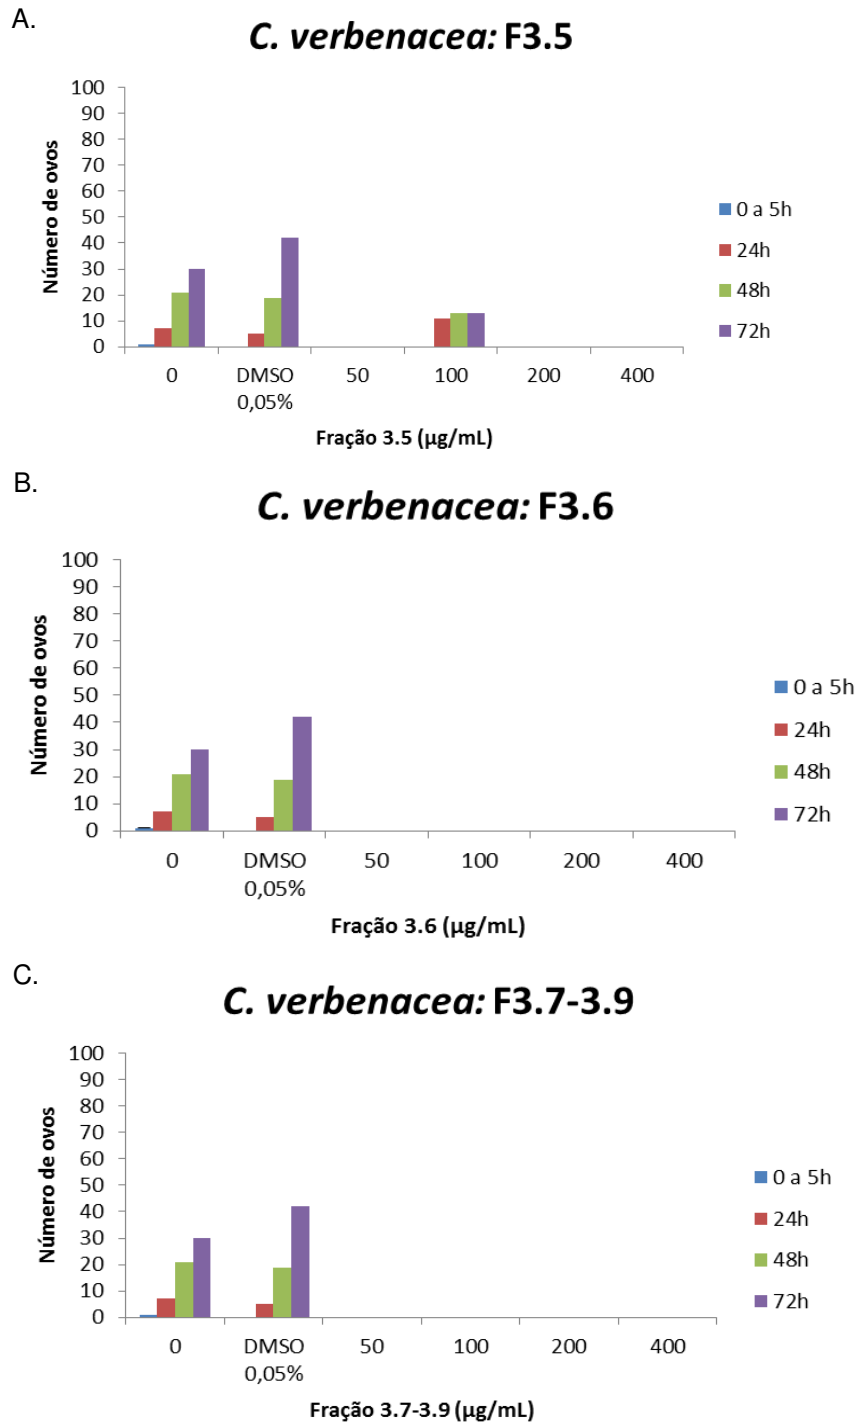 A.
C. verbenacea: F3.5
100
90
80
70
60
50
40
30
20
10
0
Número de ovos
0 a 5h
24h
48h
72h
0 DMSO 50 100 200 400
0,05%
Fração 3.5 (µg/mL)
B.
C. verbenacea: F3.6
100
90
80
70
60
50
40
30
20
10
0
Número de ovos
0 a 5h
24h
48h
72h
0 DMSO 50 100 200 400
0,05%
Fração 3.6 (µg/mL)
C.
C. verbenacea: F3.7-3.9
100
90
80
70
60
50
40
30
20
10
0
Número de ovos
0 a 5h
24h
48h
72h
0 DMSO 50 100 200 400
0,05%
Fração 3.7-3.9 (µg/mL)